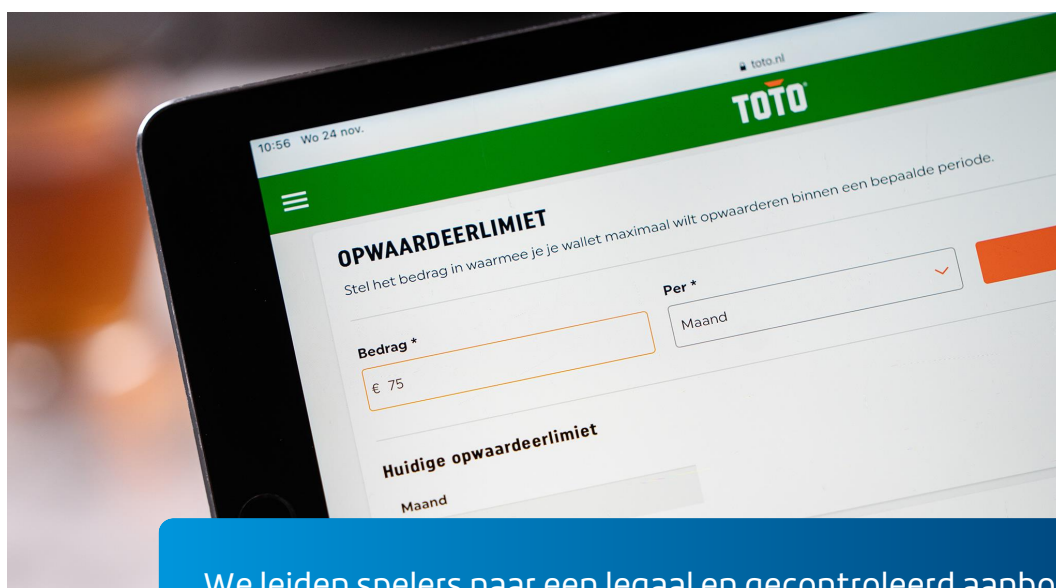 10:56 Wo 24 nov.
toto.nl
TOTO
OPWAARDEERLIMIET
Stel het bedrag in waarmee je je wallet maximaal wilt opwaarderen binnen een bepaalde periode.
Bedrag *
Per *
€ 75
Maand
Huidige opwaardeerlimiet
Maand
We leiden spelers naar een legaal en gecontroleerd aanbo